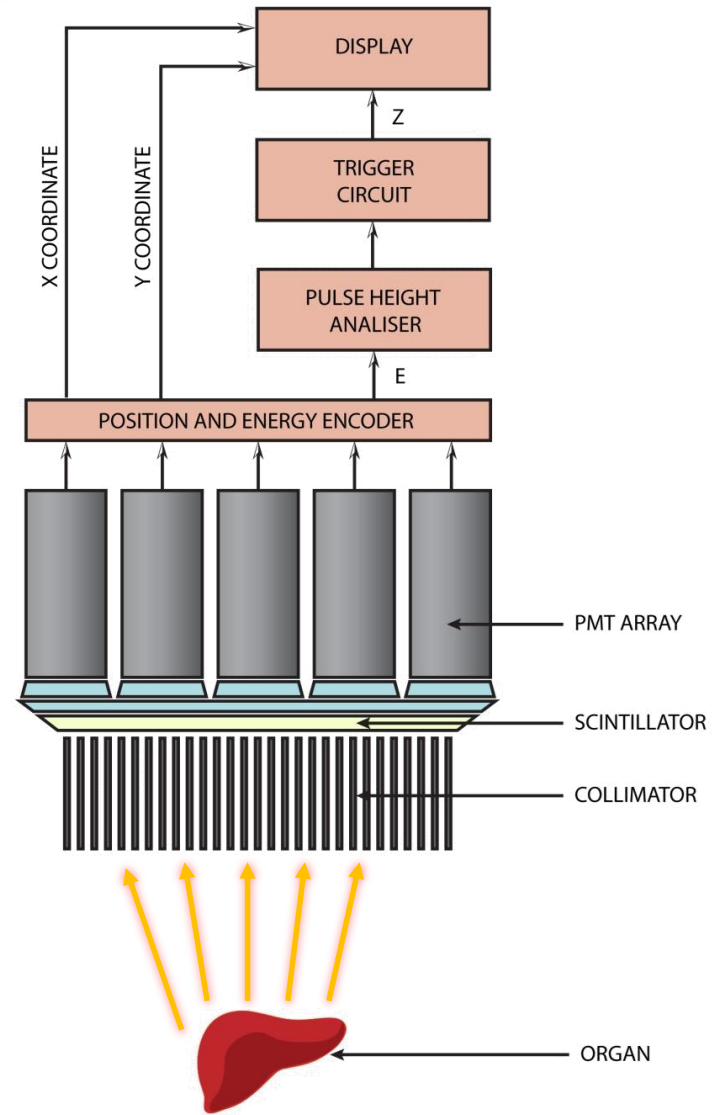 DISPLAY
Z
X COORDINATE
Y COORDINATE
TRIGGER
CIRCUIT
PULSE HEIGHT
ANALISER
E
POSITION AND ENERGY ENCODER
PMT ARRAY
SCINTILLATOR
COLLIMATOR
ORGAN